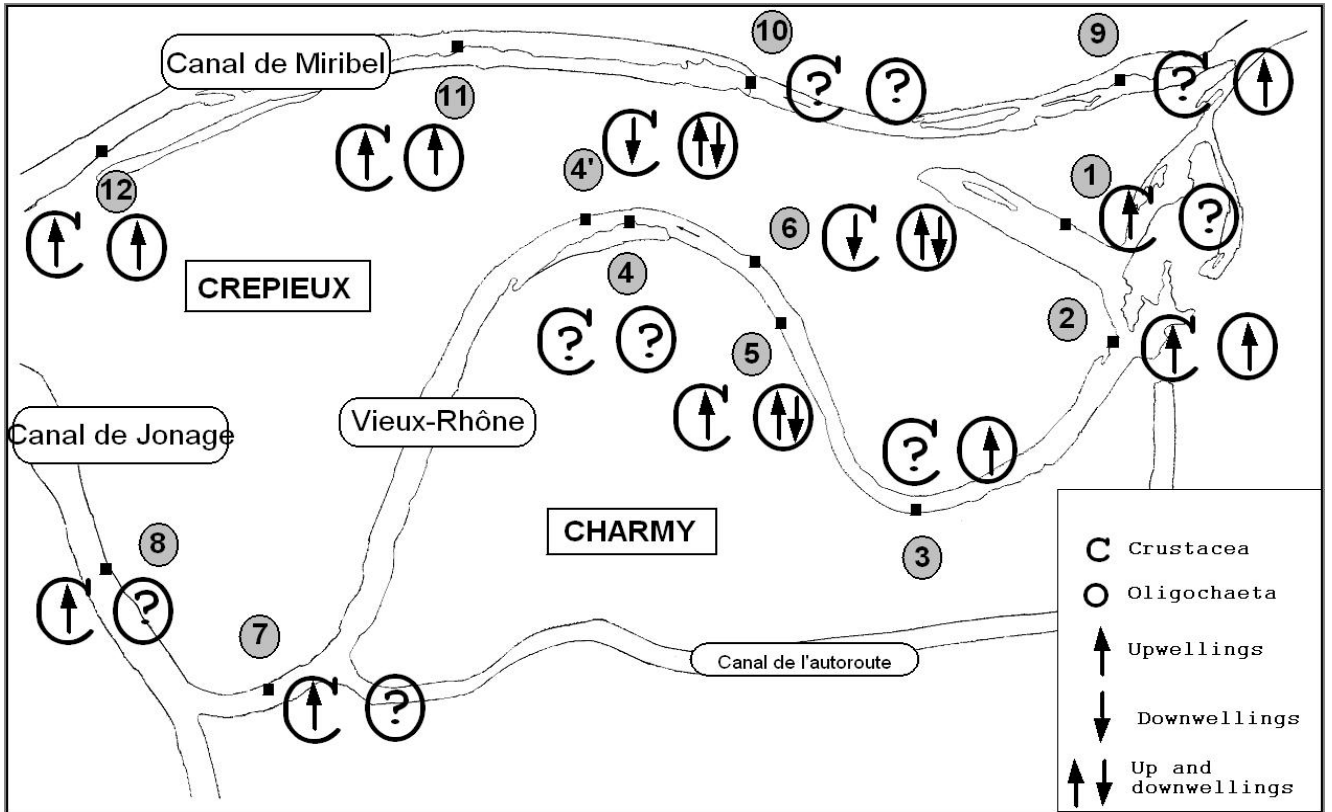 10
9
Canal de Miribel
? ?
?
11
4'
1
12
6
?
CREPIEUX
4
2
? ?
5
Canal de Jonage
Vieux-Rhône
?
CHARMY
3
8
C Crustacea
?
O Oligochaeta
7
Upwellings
Canal de l'autoroute
?
Downwellings
Up and
downwellings